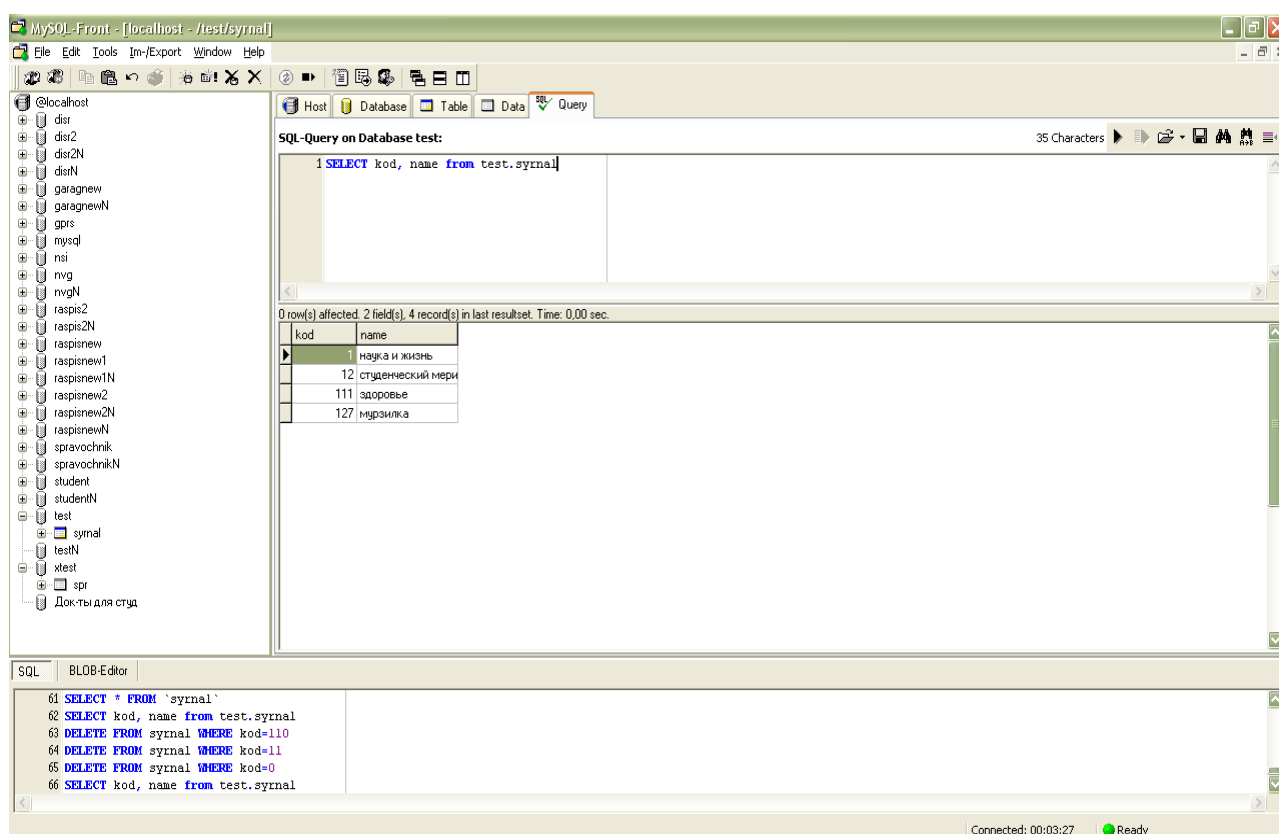 MySQL-Front - [localhost - /test/syrnal]
File Edit Tools Im-/Export Window Help
@localhost
disr
disr2
disr2N
disrN
garagnew
garagnewN
gprs
mysql
nsi
nvg
nvgN
raspis2
raspis2N
raspisnew
raspisnew1
raspisnew1N
raspisnew2
raspisnew2N
raspisnewN
spravochnik
spravochnikN
student
studentN
test
syrnal
testN
xtest
spr
Док-ты для студ
Host Database Table Data SQL Query
SQL-Query on Database test:
35 Characters
1 SELECT kod, name from test.syrnal
0 row(s) affected. 2 field(s), 4 record(s) in last resultset. Time: 0,00 sec.
kod name
1 наука и жизнь
12 студенческий мери
111 здоровье
127 мурзилка
SQL BLOB-Editor
61 SELECT * FROM `syrnal`
62 SELECT kod, name from test.syrnal
63 DELETE FROM syrnal WHERE kod=110
64 DELETE FROM syrnal WHERE kod=11
65 DELETE FROM syrnal WHERE kod=0
66 SELECT kod, name from test.syrnal
Connected: 00:03:27 Ready